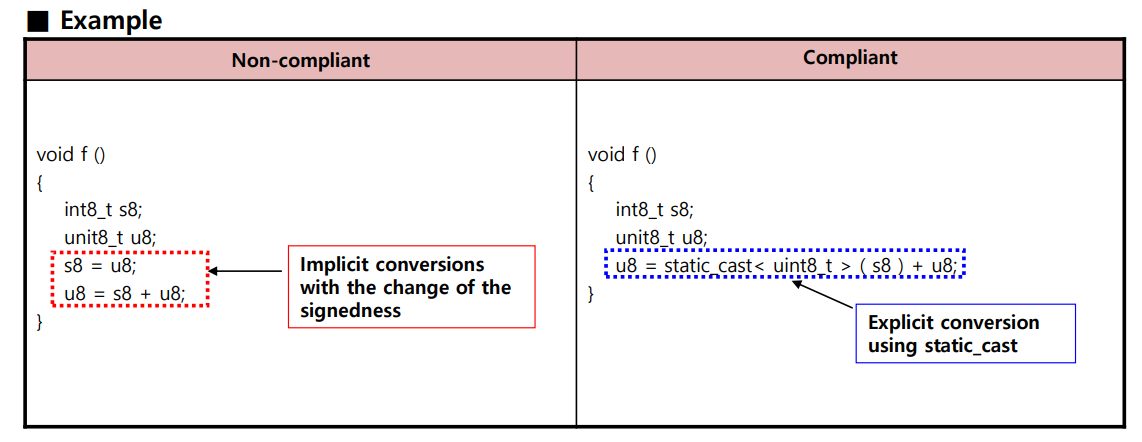 ■ Example
Non-compliant
Compliant
void f ()
{
int8_t s8;
unit8_t u8;
s8 = u8;
u8 = s8 + u8;
}
Implicit conversions
with the change of the
signedness
void f ()
{
int8_t s8;
unit8_t u8;
u8 = static_cast< uint8_t > ( s8 ) + u8;
}
Explicit conversion
using static_cast